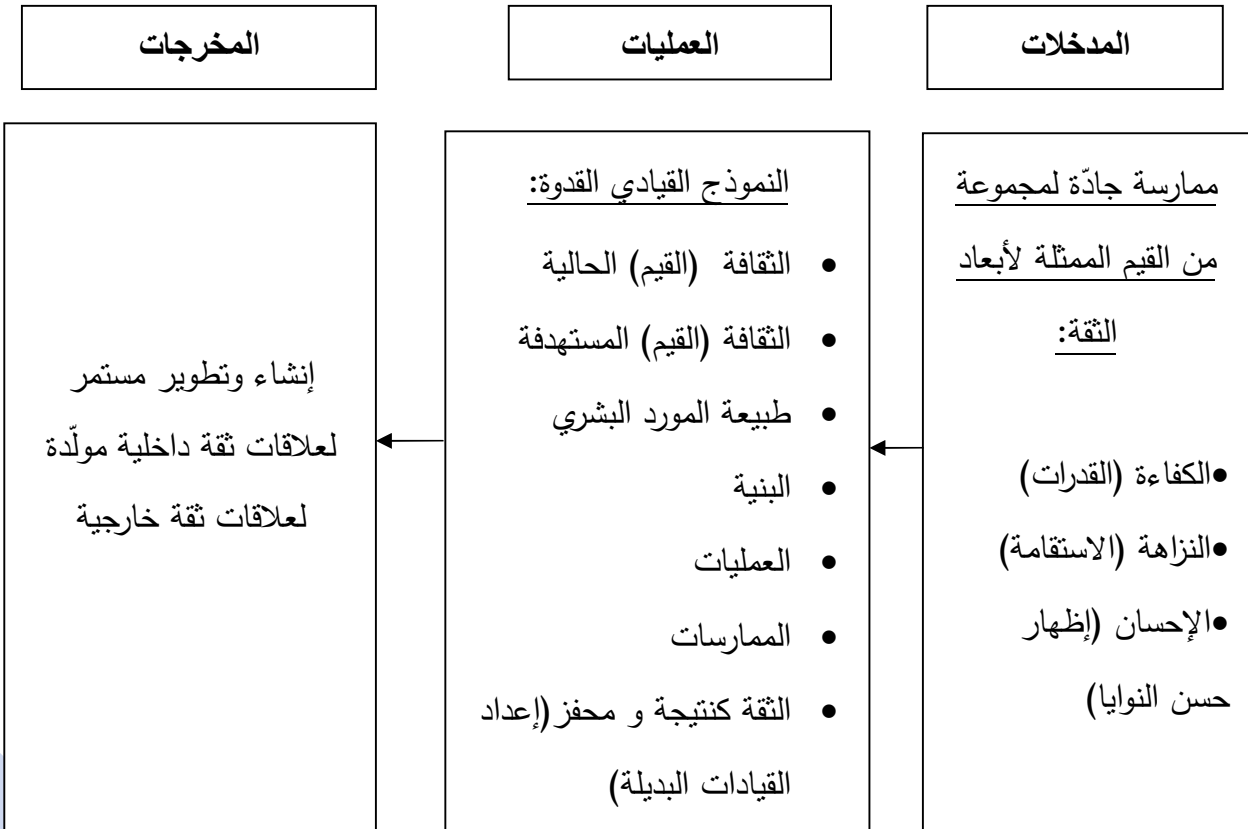 المدخلات
العمليات
المخرجات
ممارسة جادّة لمجموعة
من القيم الممثلة لأبعاد
الثقة:
•الكفاءة (القدرات)
•النزاهة (الاستقامة)
•الإحسان (إظهار
حسن النوايا)
النموذج القيادي القدوة:
• الثقافة (القيم) الحالية
• الثقافة (القيم) المستهدفة
• طبيعة المورد البشري
• البنية
• العمليات
• الممارسات
• الثقة كنتيجة و محفز (إعداد
القيادات البديلة)
إنشاء وتطوير مستمر
لعلاقات ثقة داخلية مولّدة
لعلاقات ثقة خارجية